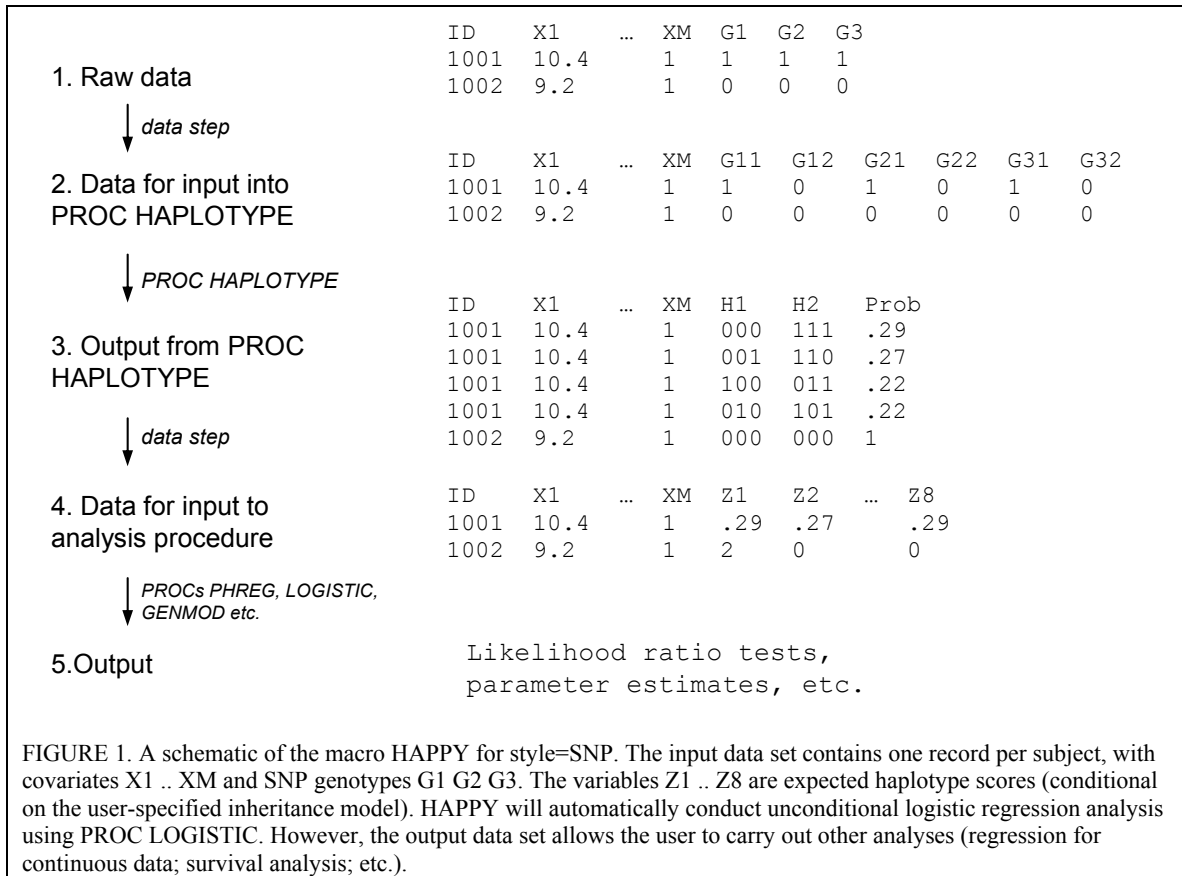 ID X1 … XM G1 G2 G3
1001 10.4 1 1 1 1
1002 9.2 1 0 0 0
1. Raw data
data step
ID X1 … XM G11 G12 G21 G22 G31 G32
1001 10.4 1 1 0 1 0 1 0
1002 9.2 1 0 0 0 0 0 0
2. Data for input into
PROC HAPLOTYPE
PROC HAPLOTYPE
ID X1 … XM H1 H2 Prob
1001 10.4 1 000 111 .29
1001 10.4 1 001 110 .27
1001 10.4 1 100 011 .22
1001 10.4 1 010 101 .22
1002 9.2 1 000 000 1
3. Output from PROC
HAPLOTYPE
data step
ID X1 … XM Z1 Z2 … Z8
1001 10.4 1 .29 .27 .29
1002 9.2 1 2 0 0
4. Data for input to
analysis procedure
PROCs PHREG, LOGISTIC,
GENMOD etc.
5.Output
Likelihood ratio tests,
parameter estimates, etc.
FIGURE 1. A schematic of the macro HAPPY for style=SNP. The input data set contains one record per subject, with
covariates X1 .. XM and SNP genotypes G1 G2 G3. The variables Z1 .. Z8 are expected haplotype scores (conditional
on the user-specified inheritance model). HAPPY will automatically conduct unconditional logistic regression analysis
using PROC LOGISTIC. However, the output data set allows the user to carry out other analyses (regression for
continuous data; survival analysis; etc.).